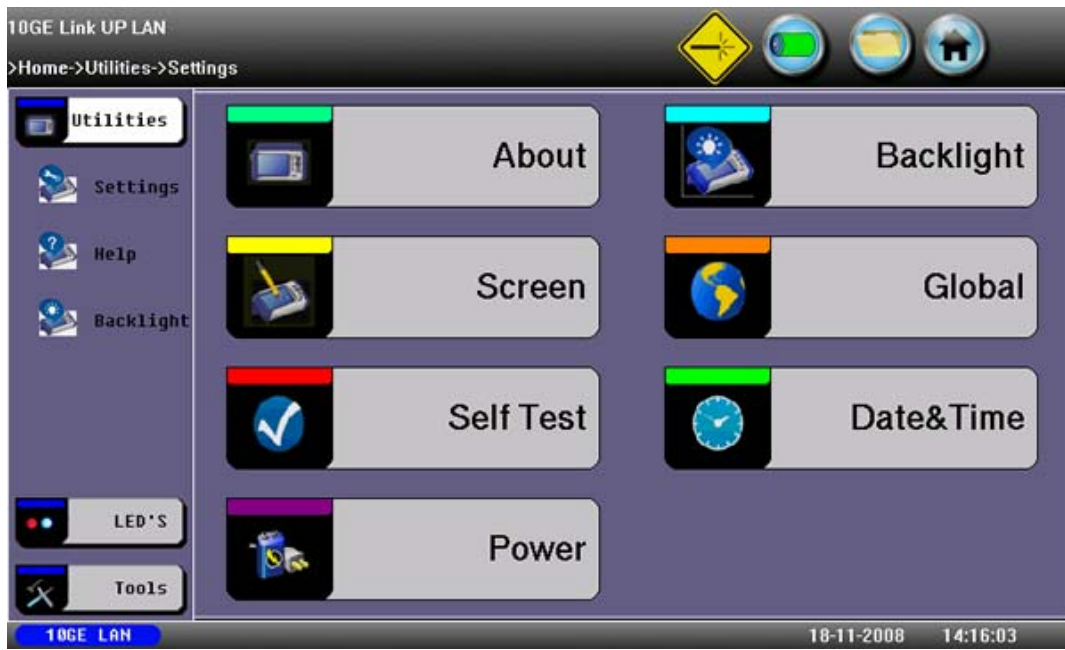 10GE Link UP LAN
>Home->Utilities->Settings
Utilities
Settings
Help
Backlight
LED'S
Tools
About
Backlight
Screen
Global
Self Test
Date&Time
Power
10GE LAN
18-11-2008 14:16:03